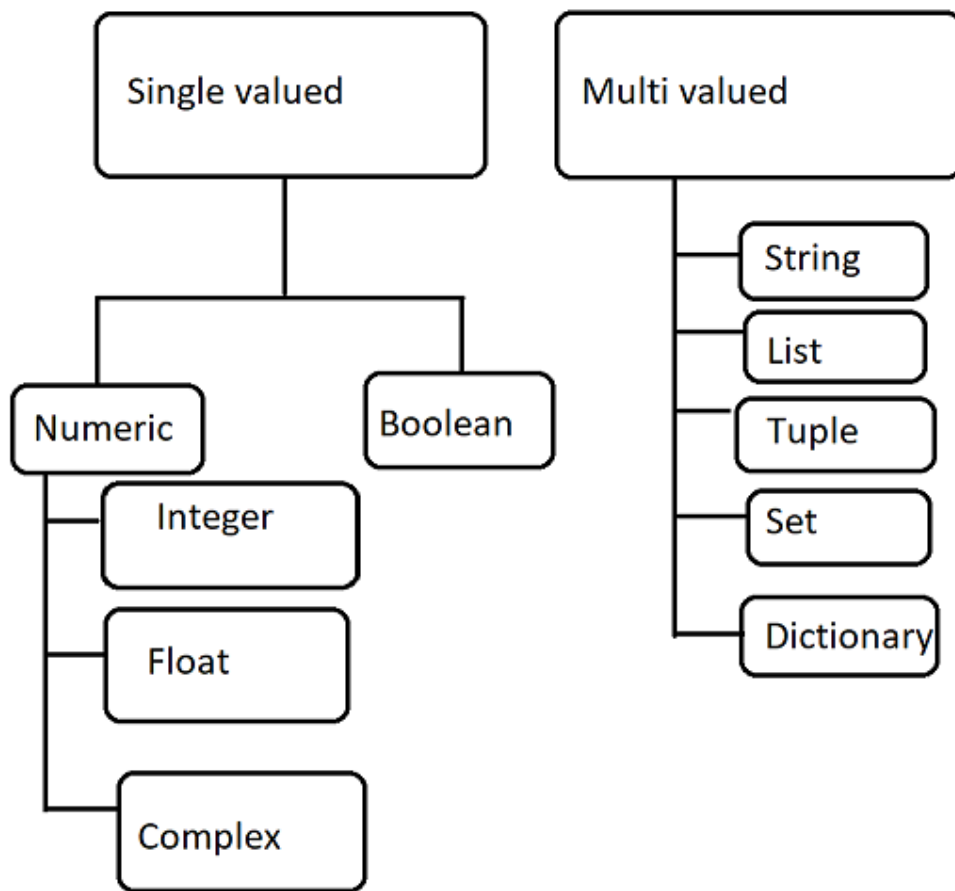 Single valued
Multi valued
String
List
Tuple
Set
Dictionary
Numeric
Boolean
Integer
Float
Complex